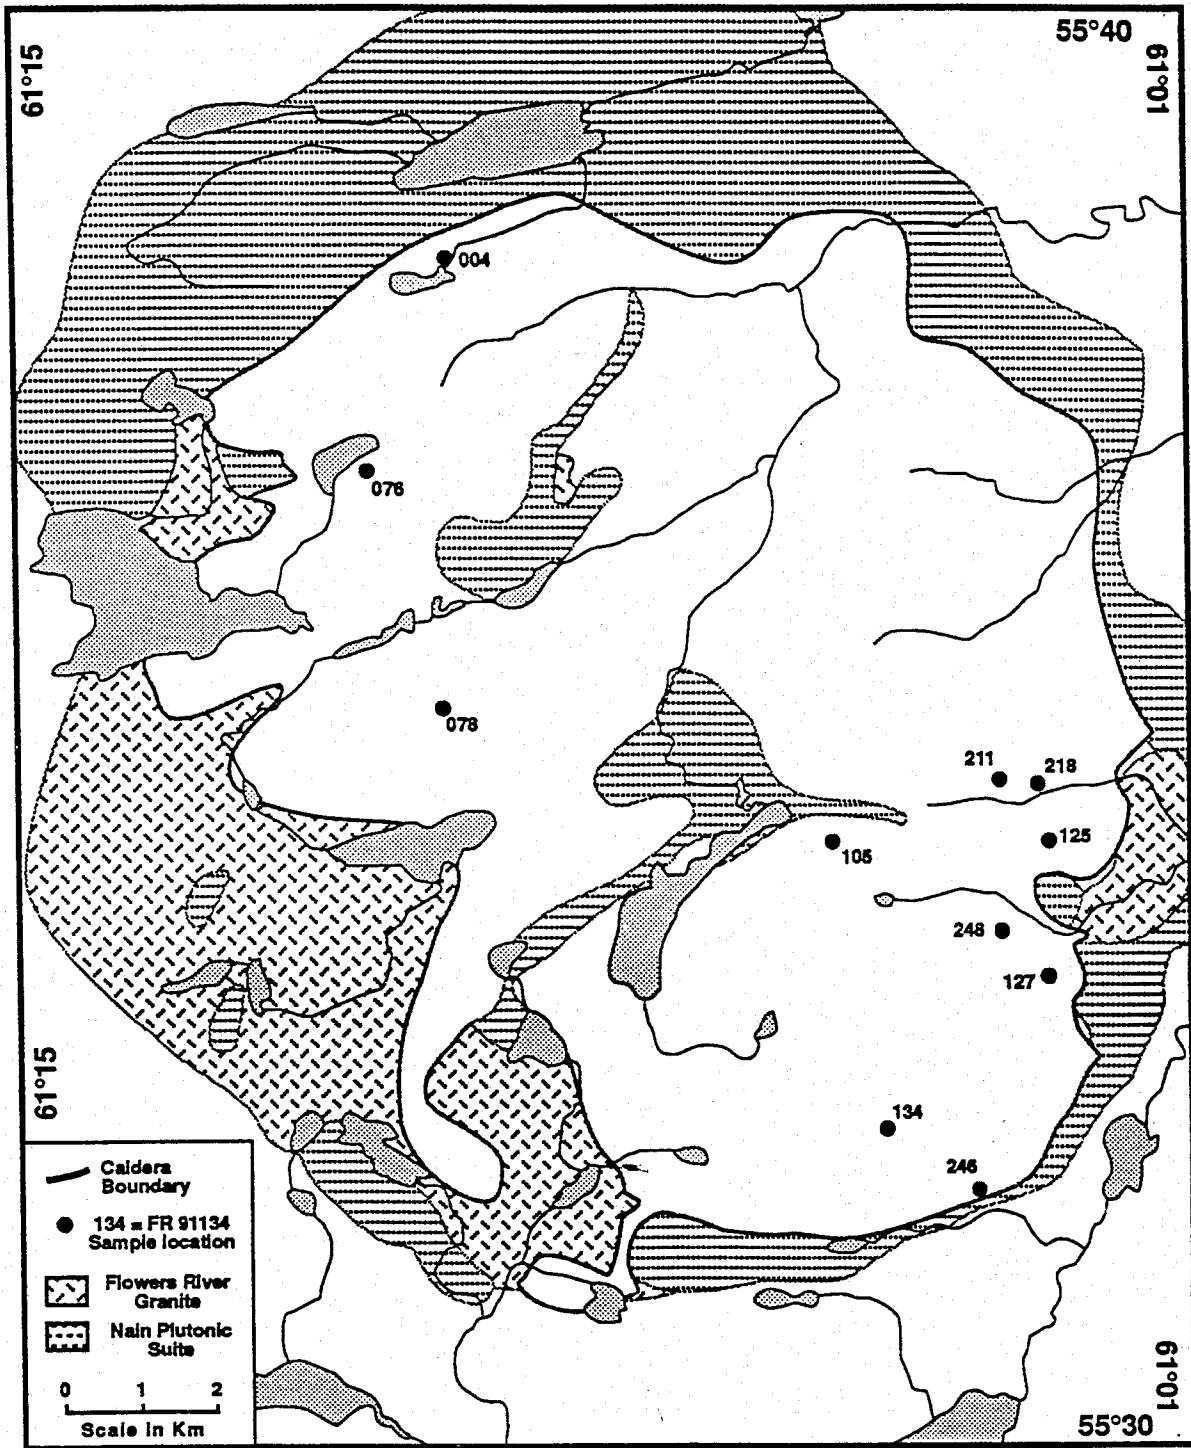 55°40
61°15
61°01
004
076
078
211
218
125
105
248
127
134
246
61°15
Caldera
Boundary
134 = FR 91134
Sample location
Flowers River
Granite
Nain Plutonic
Suite
0 1 2
Scale in Km
61°01
55°30